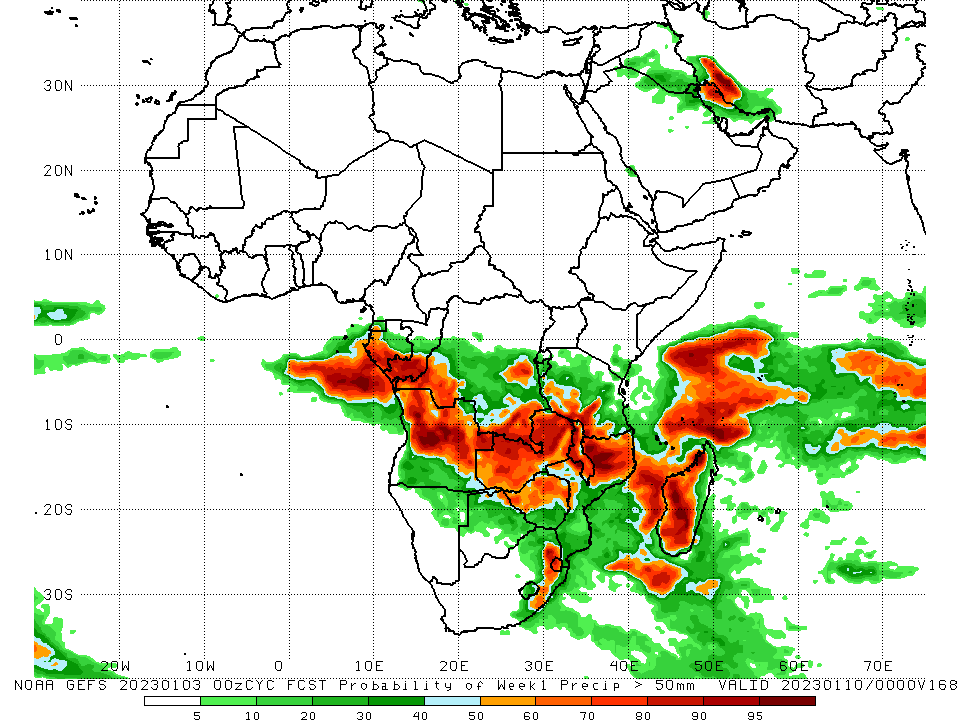 30N
20N
10N
0
10S
20S
30S
20W 10W 0 10E 20E 30E 40E 50E 60E 70E
NOAA GEFS 20230103 00zCYC FCST Probability of Week1 Precip > 50mm VALID 20230110/0000V168
5 10 20 30 40 50 60 70 80 90 95